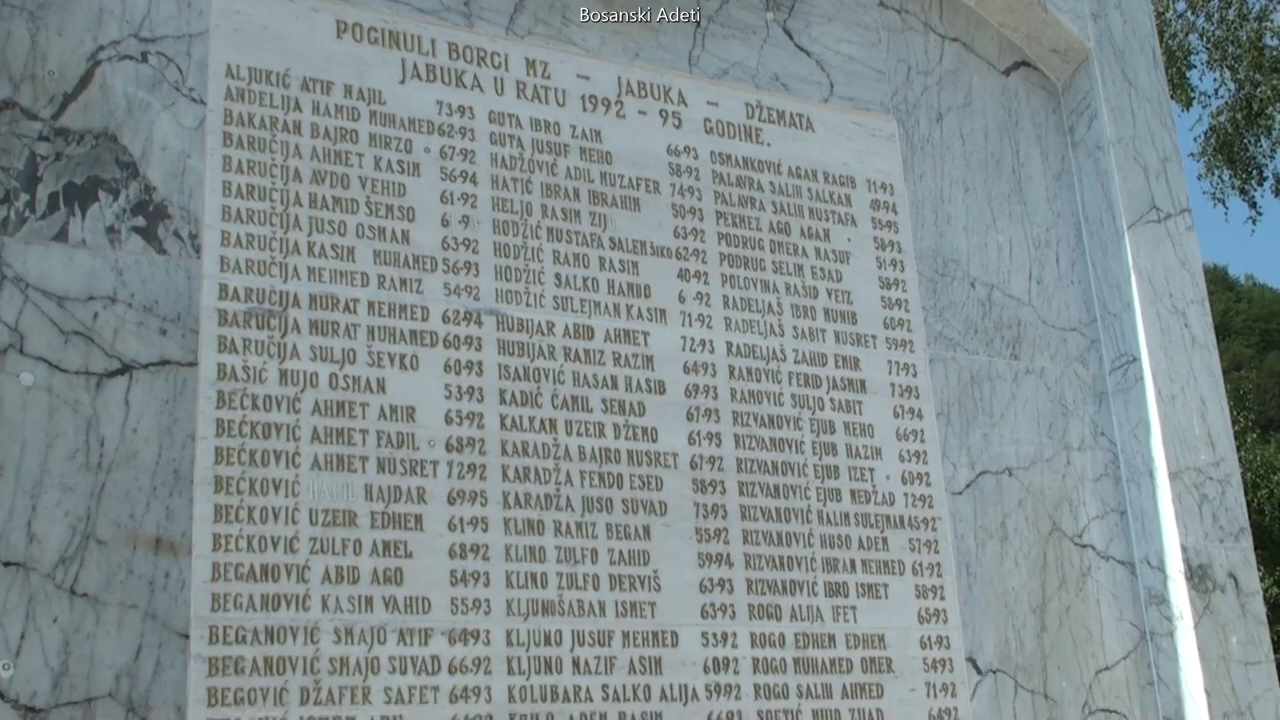 Bosanski Adeti
POGINULI BORCI MZ – JABUKA – DŽEMATA
JABUKA U RATU 1992 - 95 GODINE.
ALJUKIĆ ATIF NAJIL 73-93
ANDELIJA HAMID MUHAMED 62-93
BAKARAN BAJRO MIRZO 67-92
BARUČIJA AHMET KASIM 56-94
BARUČIJA AVDO VEHID 61-92
BARUČIJA HAMID ŠEMSO 6 -93
BARUČIJA JUSO OSMAN 63-92
BARUČIJA KASIM MUHAMED 56-93
BARUČIJA MEHMED RAMIZ 54-92
BARUČIJA MURAT MEHMED 62-94
BARUČIJA MURAT MUHAMED 60-93
BARUČIJA SULJO ŠEVKO 60-93
BAŠIĆ MUJO OSMAN 53-93
BEĆKOVIĆ AHMET AMIR 65-92
BEĆKOVIĆ AHMET FADIL 68-92
BEĆKOVIĆ AHMET NUSRET 72-92
BEĆKOVIĆ HALIL HAJDAR 69-95
BEĆKOVIĆ UZEIR EDHEM 61-95
BEĆKOVIĆ ZULFO AMEL 68-92
BEGANOVIĆ ABID AGO 54-93
BEGANOVIĆ KASIM VAHID 55-93
BEGANOVIĆ SMAJO ATIF 64-93
BEGANOVIĆ SMAJO SUVAD 66-92
BEGOVIĆ DŽAFER SAFET 64-93
GUTA IBRO ZAIM 66-93
GUTA JUSUF MEHO 58-92
HADŽOVIĆ ADIL MUZAFER 74-93
HATIĆ IBRAN IBRAHIM 50-93
HELJO RASIM ZIJ 63-92
HODŽIĆ MUSTAFA SALEM ŠIKO 62-92
HODŽIĆ RAMO RASIM 40-92
HODŽIĆ SALKO HAMDO 6 -92
HODŽIĆ SULEJMAN KASIM 71-92
HUBIJAR ABID AHMET 72-93
HUBIJAR RAMIZ RAZIM 64-93
ISANOVIĆ HASAN HASIB 69-93
KADIĆ ĆAMIL SENAD 67-93
KALKAN UZEIR DŽEMO 61-95
KARADŽA BAJRO NUSRET 67-92
KARADŽA FENDO ESED 58-93
KARADŽA JUSO SUVAD 73-93
KLINO RAMIZ BEGAN 55-92
KLINO ZULFO ZAHID 59-94
KLINO ZULFO DERVIŠ 63-93
KLJUNO ŠABAN ISMET 63-93
KLJUNO JUSUF MEHMED 53-92
KLJUNO NAZIF ASIM 60-92
KOLUBARA SALKO ALIJA 59-92
OSMANKOVIĆ AGAN RAGIB 71-93
PALAVRA SALIH SALKAN 49-94
PALAVRA SALIH MUSTAFA 55-95
PEKMEZ AGO AGAN 58-93
PODRUG OMERA NASUF 51-93
PODRUG SELIM ESAD 58-92
POLOVINA RAŠID VEIZ 58-92
RADELJAŠ IBRO MUNIB 60-92
RADELJAŠ SABIT NUSRET 59-92
RADELJAŠ ZAHID EMIR 77-93
RAMOVIĆ FERID JASMIN 73-93
RAMOVIĆ SULJO SABIT 67-94
RIZVANOVIĆ EJUB MEHO 66-92
RIZVANOVIĆ EJUB HAZIM 63-92
RIZVANOVIĆ EJUB IZET 60-92
RIZVANOVIĆ EJUB NEDŽAD 72-92
RIZVANOVIĆ HALIM SULEJMAN 45-92
RIZVANOVIĆ HUSO ADEM 57-92
RIZVANOVIĆ IBRAN MEHMED 61-92
RIZVANOVIĆ IBRO ISMET 58-92
ROGO ALIJA IFET 65-93
ROGO EDHEM EDHEM 61-93
ROGO MUHAMED OMER 54-93
ROGO SALIH AHMED 71-92